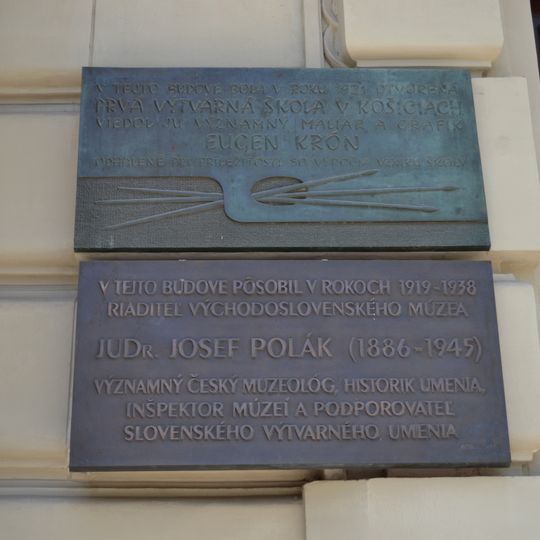 V TEJTO BUDOVE BOLA V ROKU 1921 OTVORENÁ
PRVÁ VÝTVARNÁ ŠKOLA V KOŠICIACH
VIEDOL JU VÝZNAMNÝ MALIAR A GRAFIK
EUGEN KRÓN
ODHALENÉ PRI PRÍLEŽITOSTI 50. VÝROČIA VZNIKU ŠKOLY
V TEJTO BUDOVE PÔSOBIL V ROKOCH 1919-1938
RIADITEĽ VÝCHODOSLOVENSKÉHO MÚZEA
JUDR. JOSEF POLÁK (1886-1945)
VÝZNAMNÝ ČESKÝ MUZEOLÓG, HISTORIK UMENIA,
INŠPEKTOR MÚZEÍ A PODPOROVATEĽ
SLOVENSKÉHO VÝTVARNÉHO UMENIA